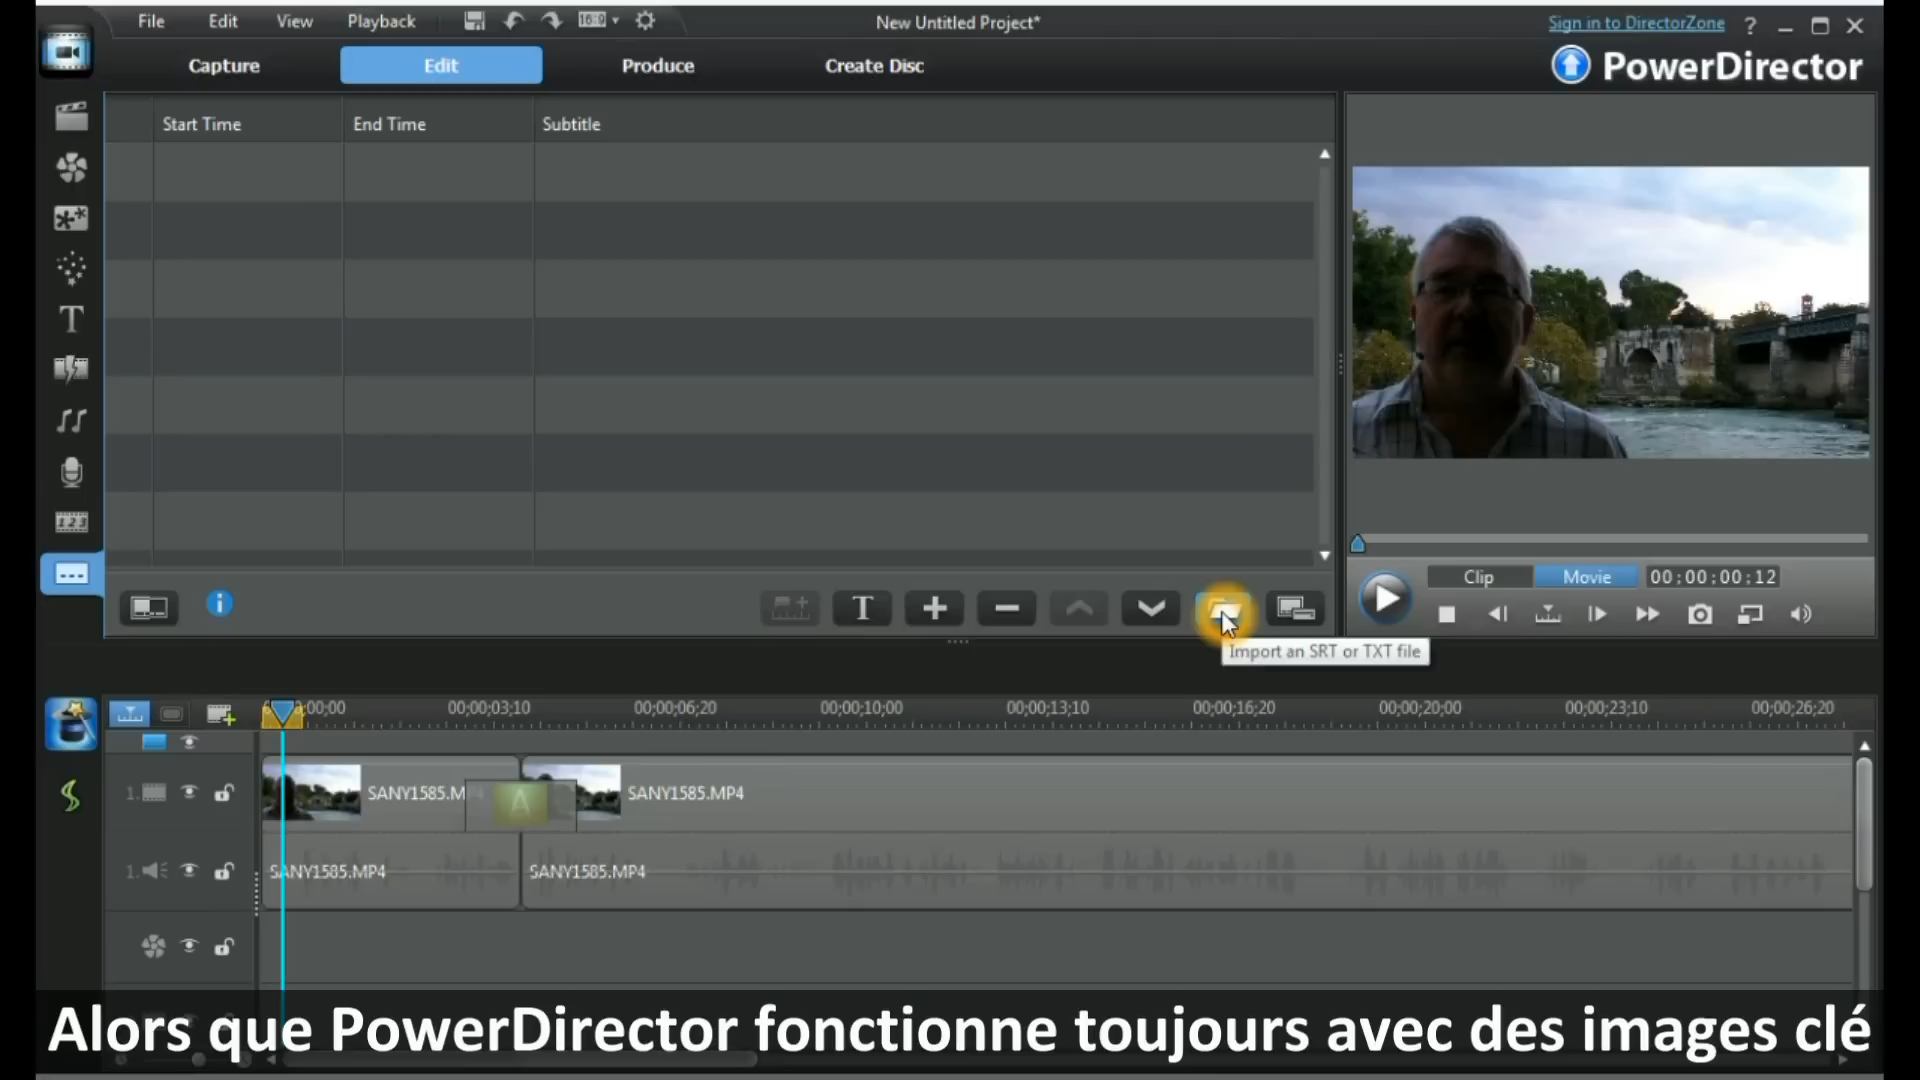 File Edit View Playback 16:9 New Untitled Project* Sign in to DirectorZone ?
Capture Edit Produce Create Disc PowerDirector
Start Time End Time Subtitle
T
Clip Movie 00;00;00;12
Import an SRT or TXT file
;00;00 00;00;03;10 00;00;06;20 00;00;10;00 00;00;13;10 00;00;16;20 00;00;20;00 00;00;23;10 00;00;26;20
1. SANY1585.M A SANY1585.MP4
1. SANY1585.MP4 SANY1585.MP4
Alors que PowerDirector fonctionne toujours avec des images clé